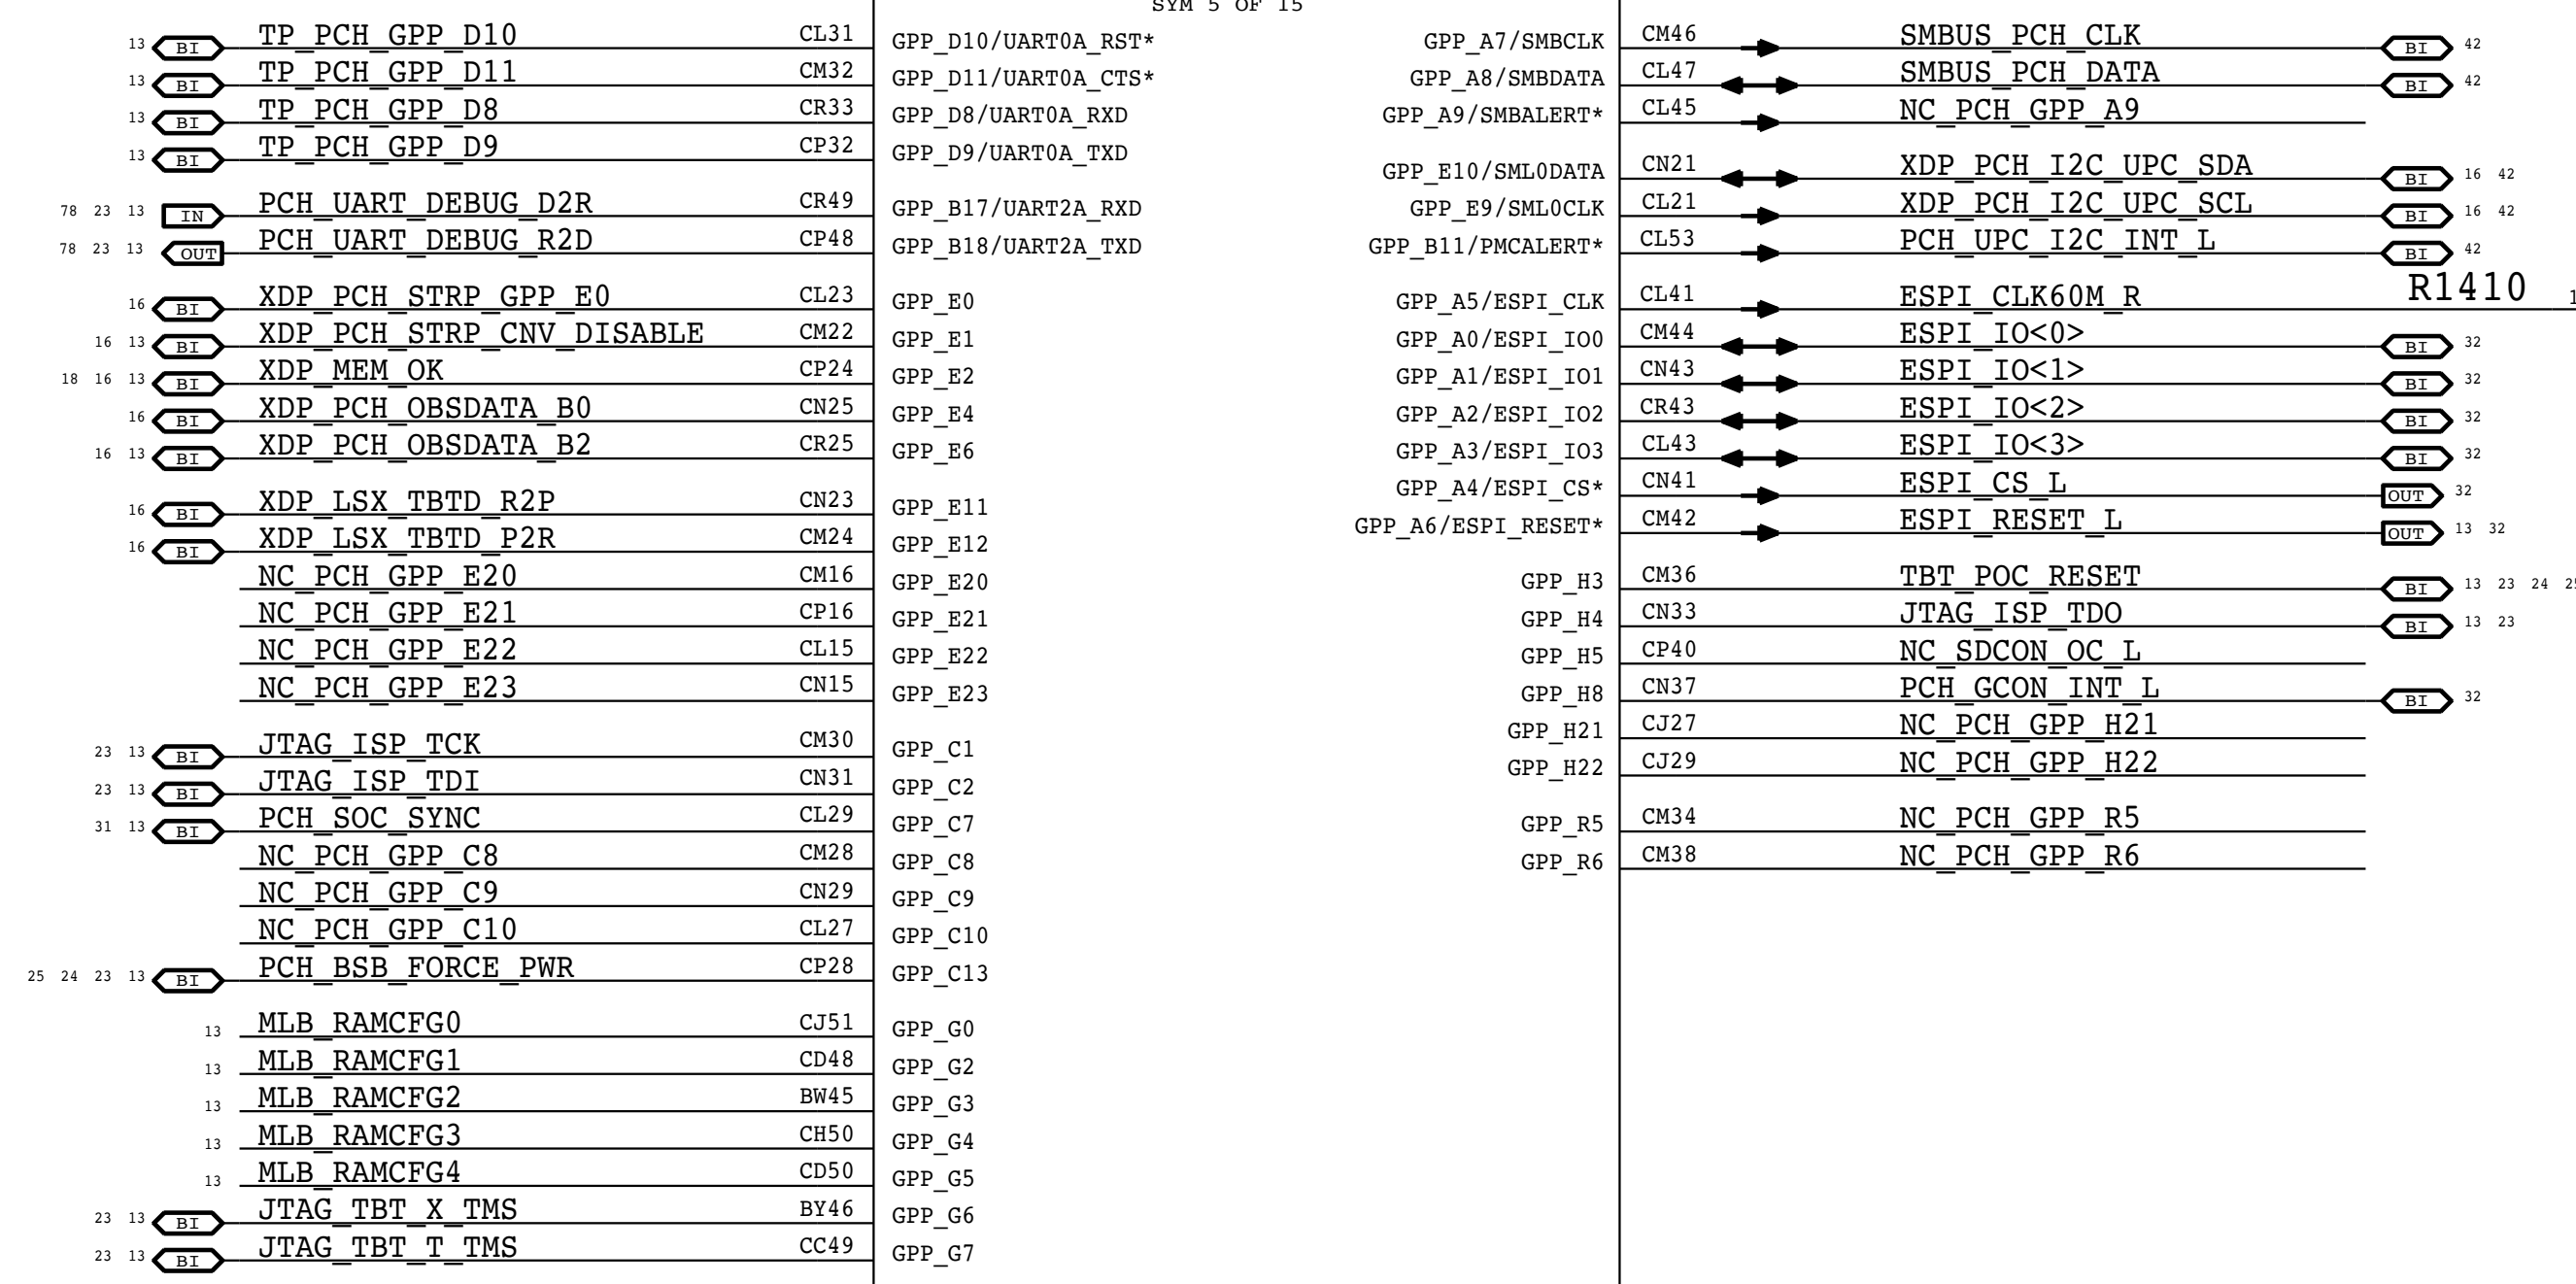 SYM 5 OF 15
13 BI TP_PCH_GPP_D10 CL31 GPP_D10/UART0A_RST*
13 BI TP_PCH_GPP_D11 CM32 GPP_D11/UART0A_CTS*
13 BI TP_PCH_GPP_D8 CR33 GPP_D8/UART0A_RXD
13 BI TP_PCH_GPP_D9 CP32 GPP_D9/UART0A_TXD
78 23 13 IN PCH_UART_DEBUG_D2R CR49 GPP_B17/UART2A_RXD
78 23 13 OUT PCH_UART_DEBUG_R2D CP48 GPP_B18/UART2A_TXD
16 BI XDP_PCH_STRP_GPP_E0 CL23 GPP_E0
16 13 BI XDP_PCH_STRP_CNV_DISABLE CM22 GPP_E1
18 16 13 BI XDP_MEM_OK CP24 GPP_E2
16 BI XDP_PCH_OBSDATA_B0 CN25 GPP_E4
16 13 BI XDP_PCH_OBSDATA_B2 CR25 GPP_E6
16 BI XDP_LSX_TBTD_R2P CN23 GPP_E11
16 BI XDP_LSX_TBTD_P2R CM24 GPP_E12
NC_PCH_GPP_E20 CM16 GPP_E20
NC_PCH_GPP_E21 CP16 GPP_E21
NC_PCH_GPP_E22 CL15 GPP_E22
NC_PCH_GPP_E23 CN15 GPP_E23
23 13 BI JTAG_ISP_TCK CM30 GPP_C1
23 13 BI JTAG_ISP_TDI CN31 GPP_C2
31 13 BI PCH_SOC_SYNC CL29 GPP_C7
NC_PCH_GPP_C8 CM28 GPP_C8
NC_PCH_GPP_C9 CN29 GPP_C9
NC_PCH_GPP_C10 CL27 GPP_C10
25 24 23 13 BI PCH_BSB_FORCE_PWR CP28 GPP_C13
13 MLB_RAMCFG0 CJ51 GPP_G0
13 MLB_RAMCFG1 CD48 GPP_G2
13 MLB_RAMCFG2 BW45 GPP_G3
13 MLB_RAMCFG3 CH50 GPP_G4
13 MLB_RAMCFG4 CD50 GPP_G5
23 13 BI JTAG_TBT_X_TMS BY46 GPP_G6
23 13 BI JTAG_TBT_T_TMS CC49 GPP_G7
GPP_A7/SMBCLK CM46 SMBUS_PCH_CLK BI 42
GPP_A8/SMBDATA CL47 SMBUS_PCH_DATA BI 42
GPP_A9/SMBALERT* CL45 NC_PCH_GPP_A9
GPP_E10/SML0DATA CN21 XDP_PCH_I2C_UPC_SDA BI 16 42
GPP_E9/SML0CLK CL21 XDP_PCH_I2C_UPC_SCL BI 16 42
GPP_B11/PMCALERT* CL53 PCH_UPC_I2C_INT_L BI 42
GPP_A5/ESPI_CLK CL41 ESPI_CLK60M_R R1410 1
GPP_A0/ESPI_IO0 CM44 ESPI_IO<0> BI 32
GPP_A1/ESPI_IO1 CN43 ESPI_IO<1> BI 32
GPP_A2/ESPI_IO2 CR43 ESPI_IO<2> BI 32
GPP_A3/ESPI_IO3 CL43 ESPI_IO<3> BI 32
GPP_A4/ESPI_CS* CN41 ESPI_CS_L OUT 32
GPP_A6/ESPI_RESET* CM42 ESPI_RESET_L OUT 13 32
GPP_H3 CM36 TBT_POC_RESET BI 13 23 24 25
GPP_H4 CN33 JTAG_ISP_TDO BI 13 23
GPP_H5 CP40 NC_SDCON_OC_L
GPP_H8 CN37 PCH_GCON_INT_L BI 32
GPP_H21 CJ27 NC_PCH_GPP_H21
GPP_H22 CJ29 NC_PCH_GPP_H22
GPP_R5 CM34 NC_PCH_GPP_R5
GPP_R6 CM38 NC_PCH_GPP_R6